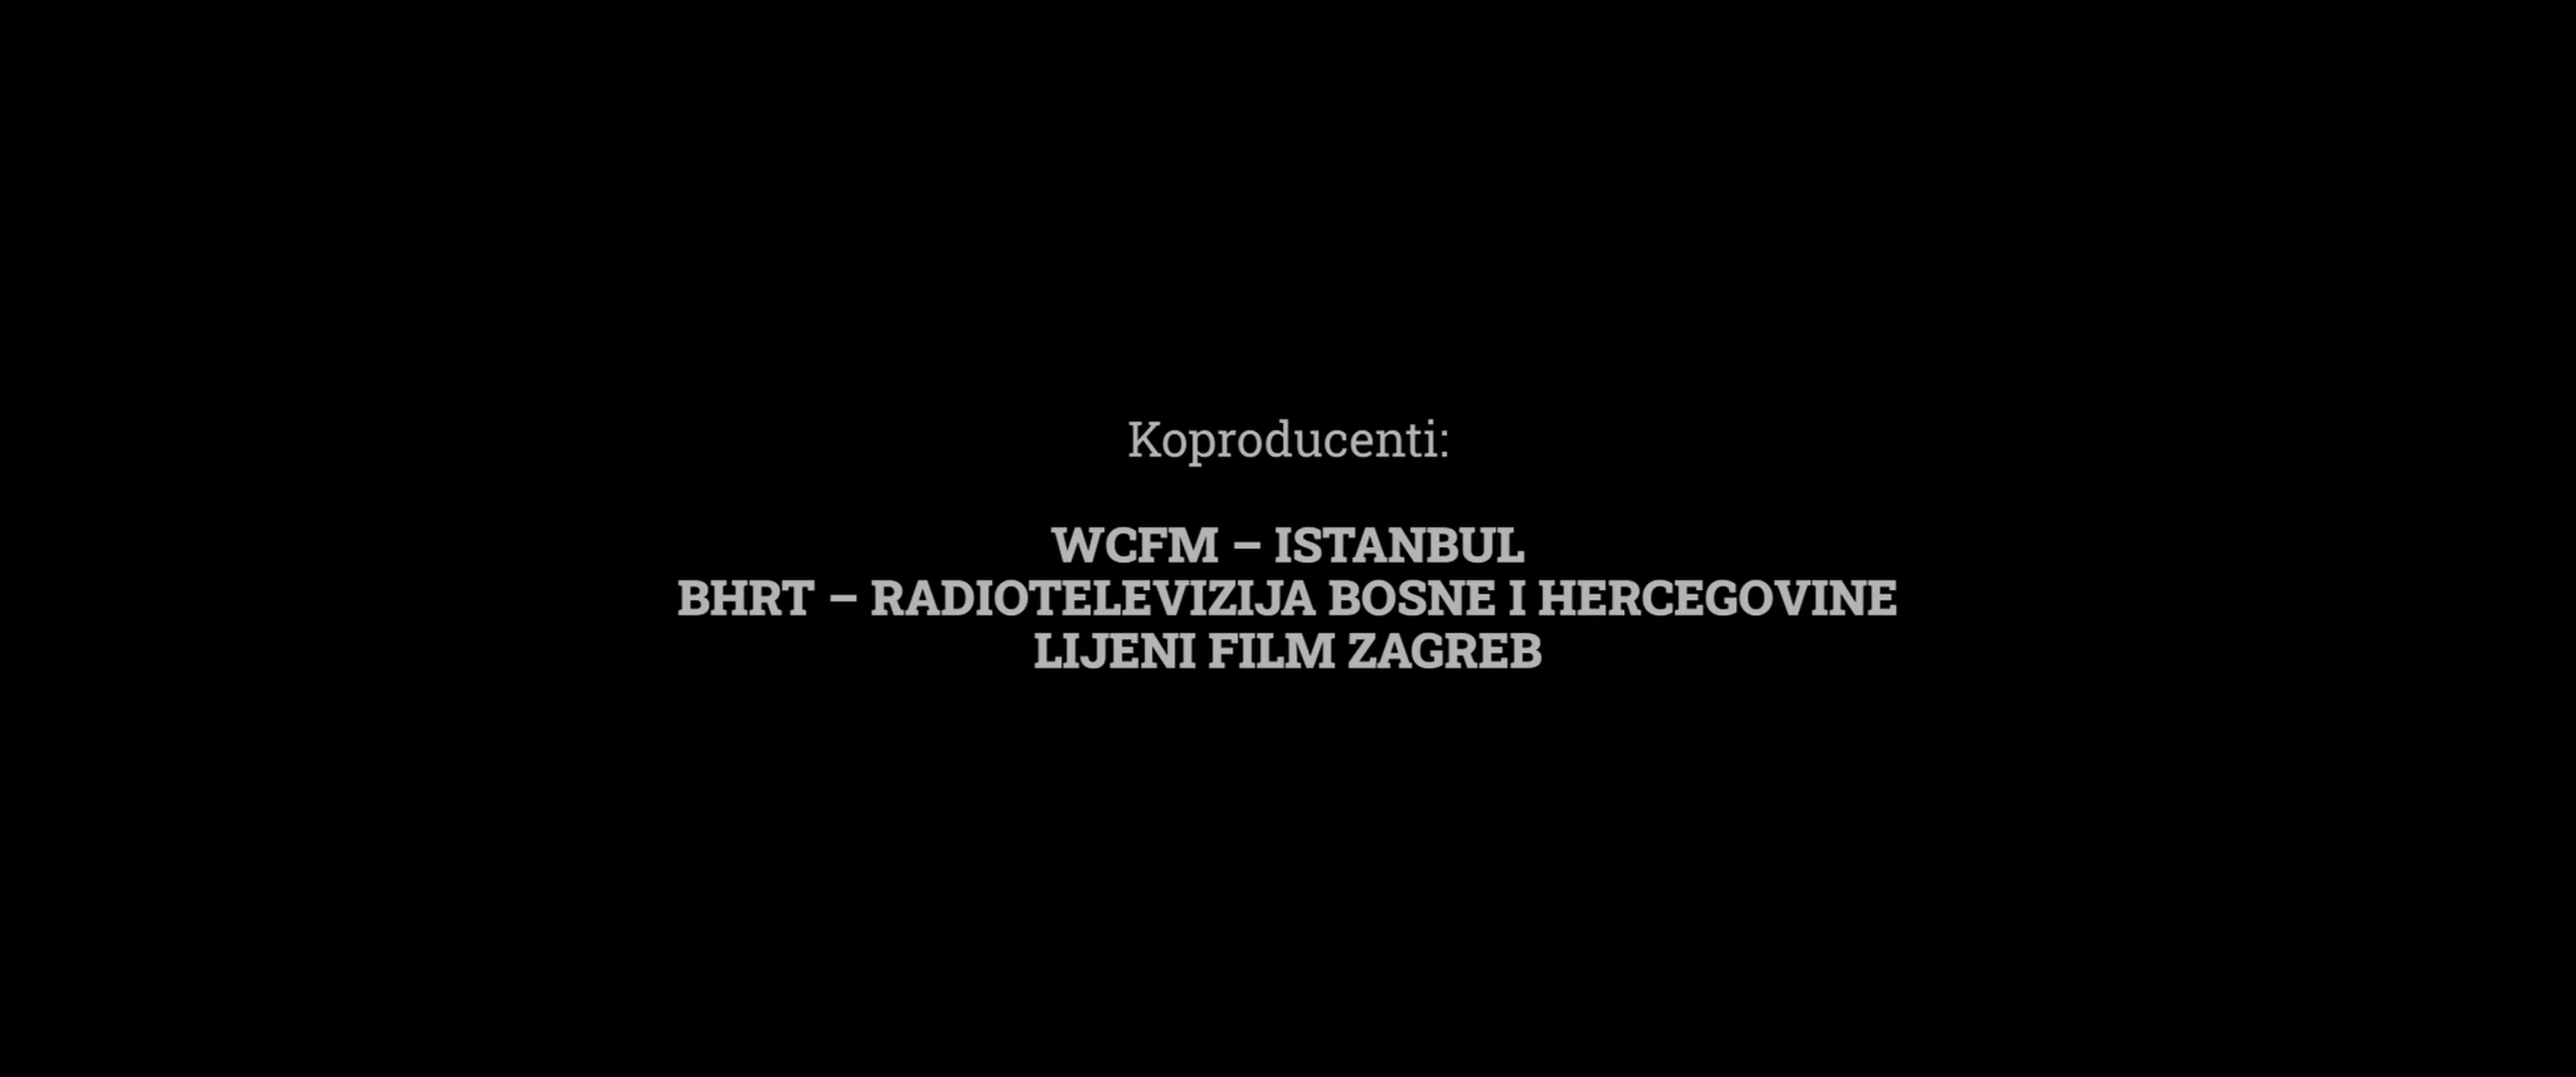 Koproducenti:
WCFM – ISTANBUL
BHRT – RADIOTELEVIZIJA BOSNE I HERCEGOVINE
LIJENI FILM ZAGREB